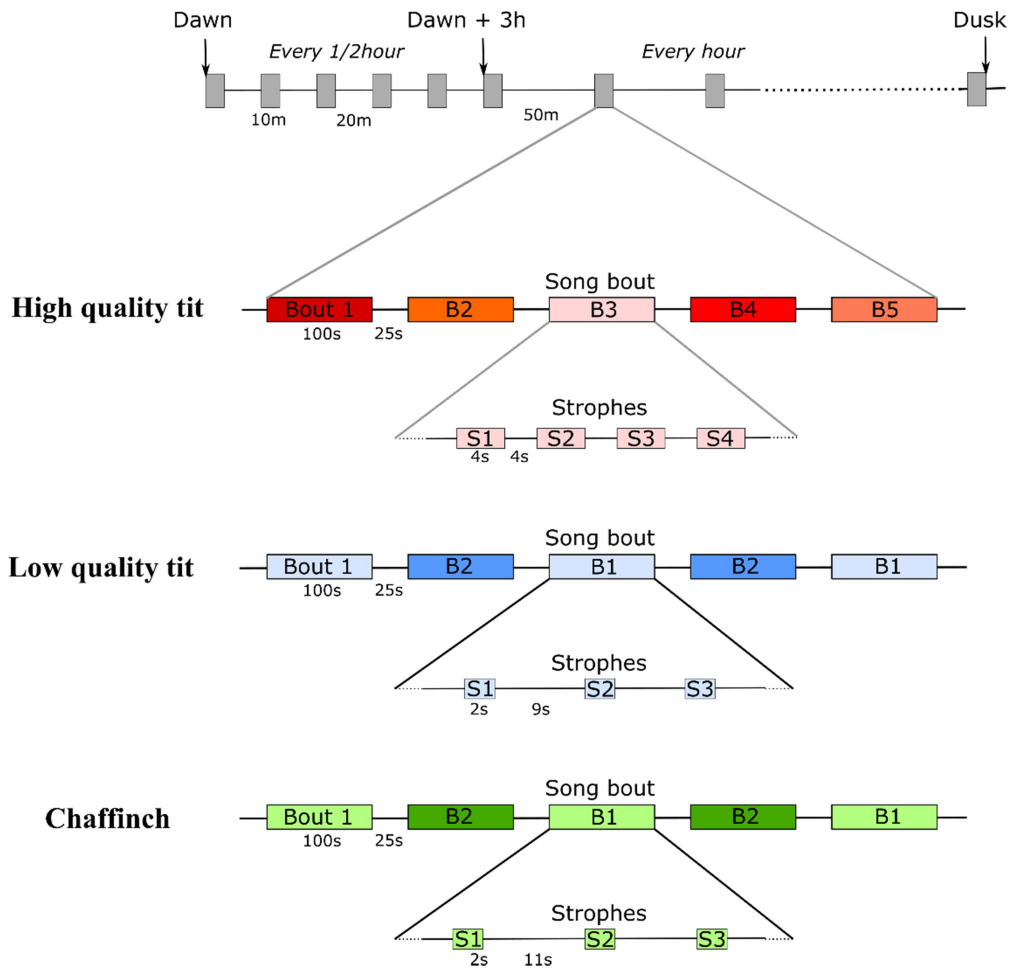 Dawn
Dawn + 3h
Dusk
Every 1/2hour
Every hour
10m
20m
50m
Song bout
High quality tit
Bout 1
B2
B3
B4
B5
100s
25s
Strophes
S1
S2
S3
S4
4s
4s
Song bout
Low quality tit
Bout 1
B2
B1
B2
B1
100s
25s
Strophes
S1
S2
S3
2s
9s
Song bout
Chaffinch
Bout 1
B2
B1
B2
B1
100s
25s
Strophes
S1
S2
S3
2s
11s